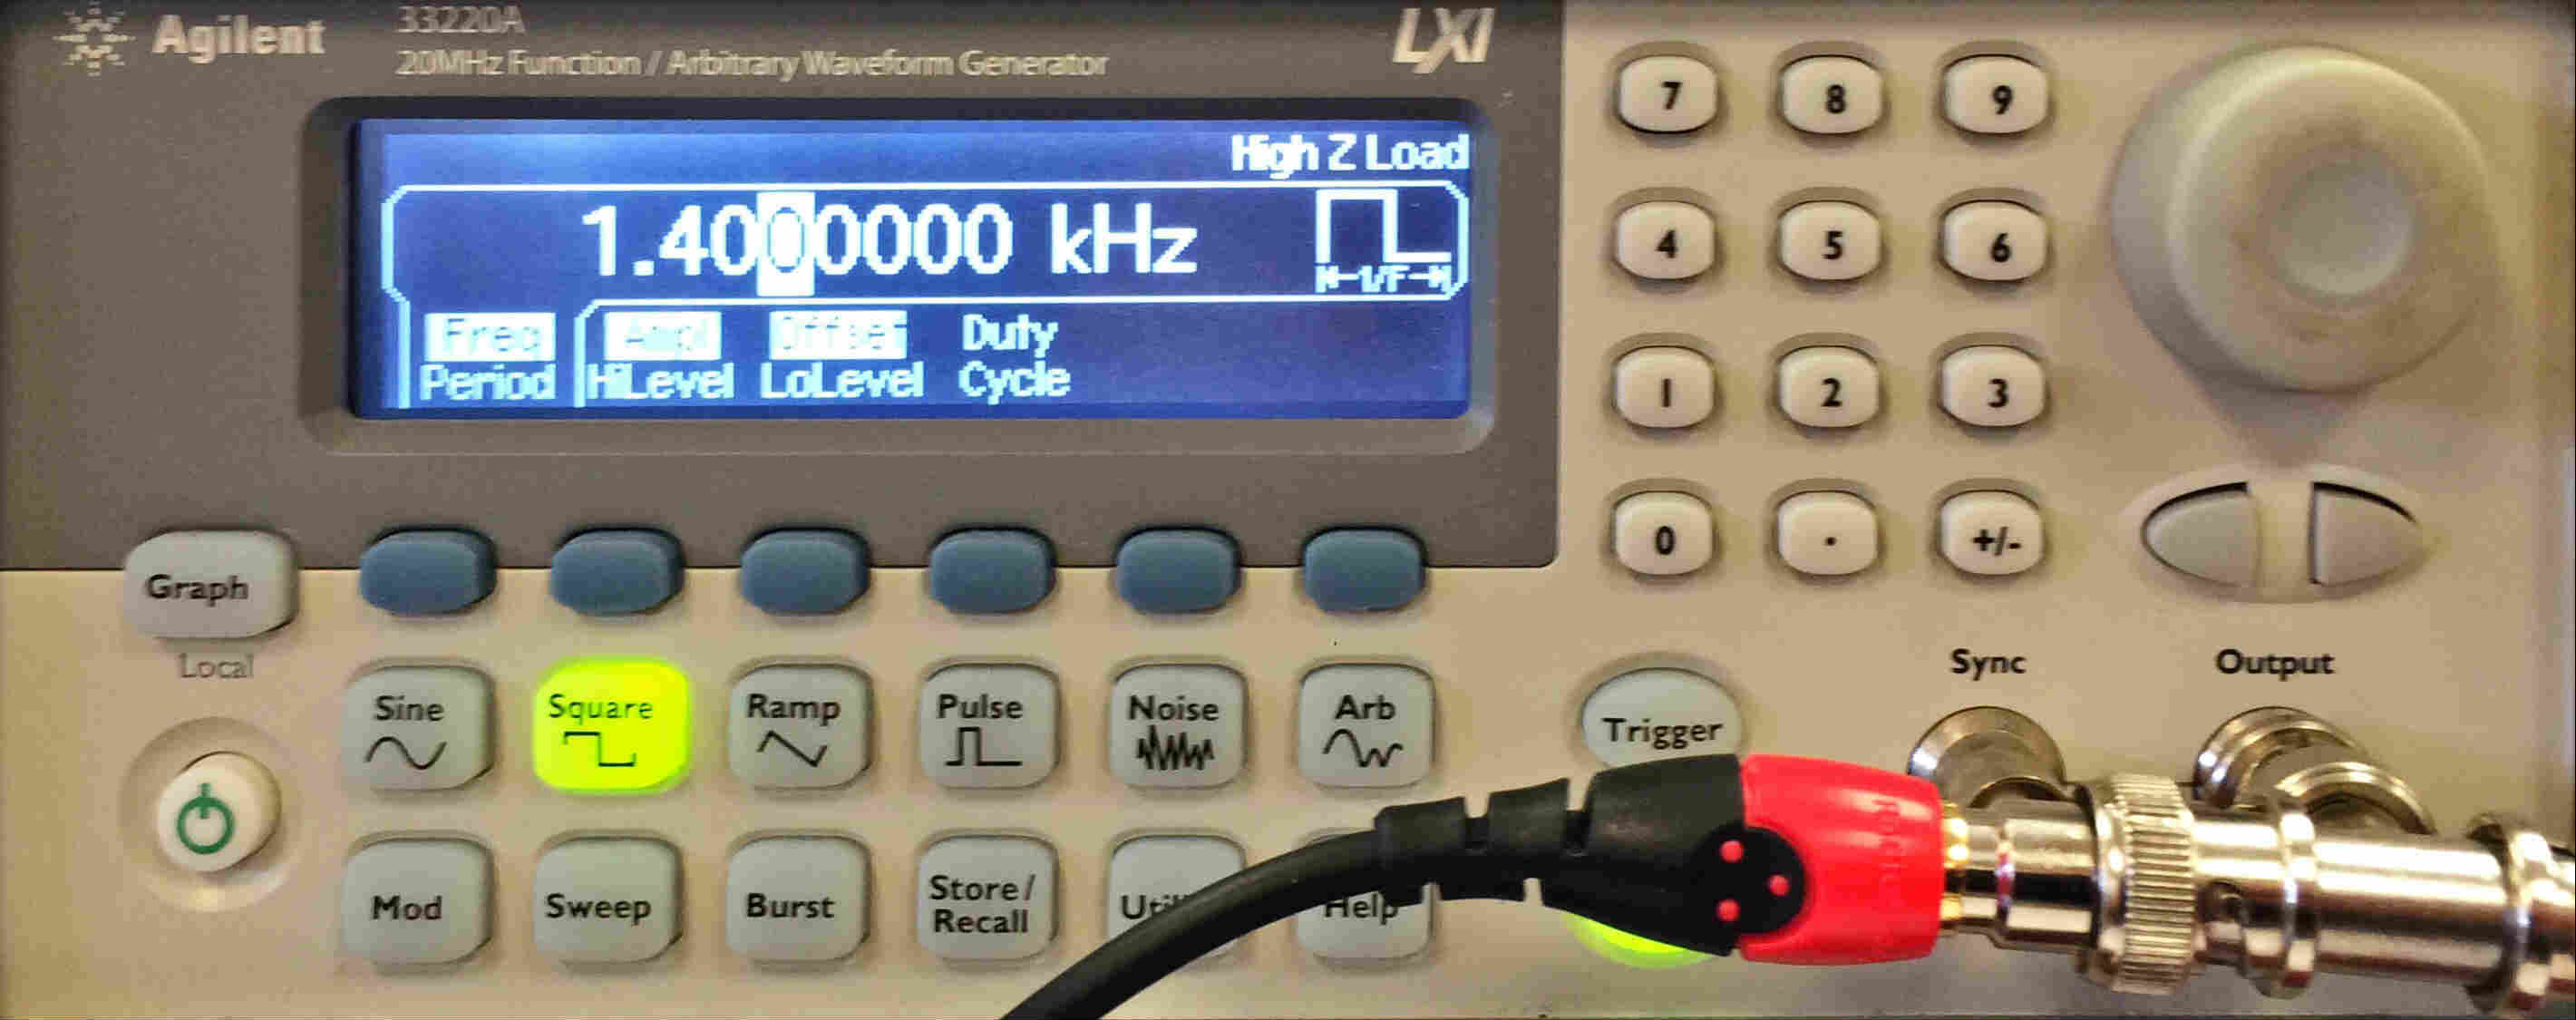 Agilent
33220A
20MHz Function / Arbitrary Waveform Generator
LXI
High Z Load
1.4000000 kHz
1/F
Freq Ampl Offset Duty
Period HiLevel LoLevel Cycle
7 8 9
4 5 6
1 2 3
0 . +/-
Graph
Local
Sync Output
Sine Square Ramp Pulse Noise Arb
Trigger
Mod Sweep Burst Store/
Recall
Help